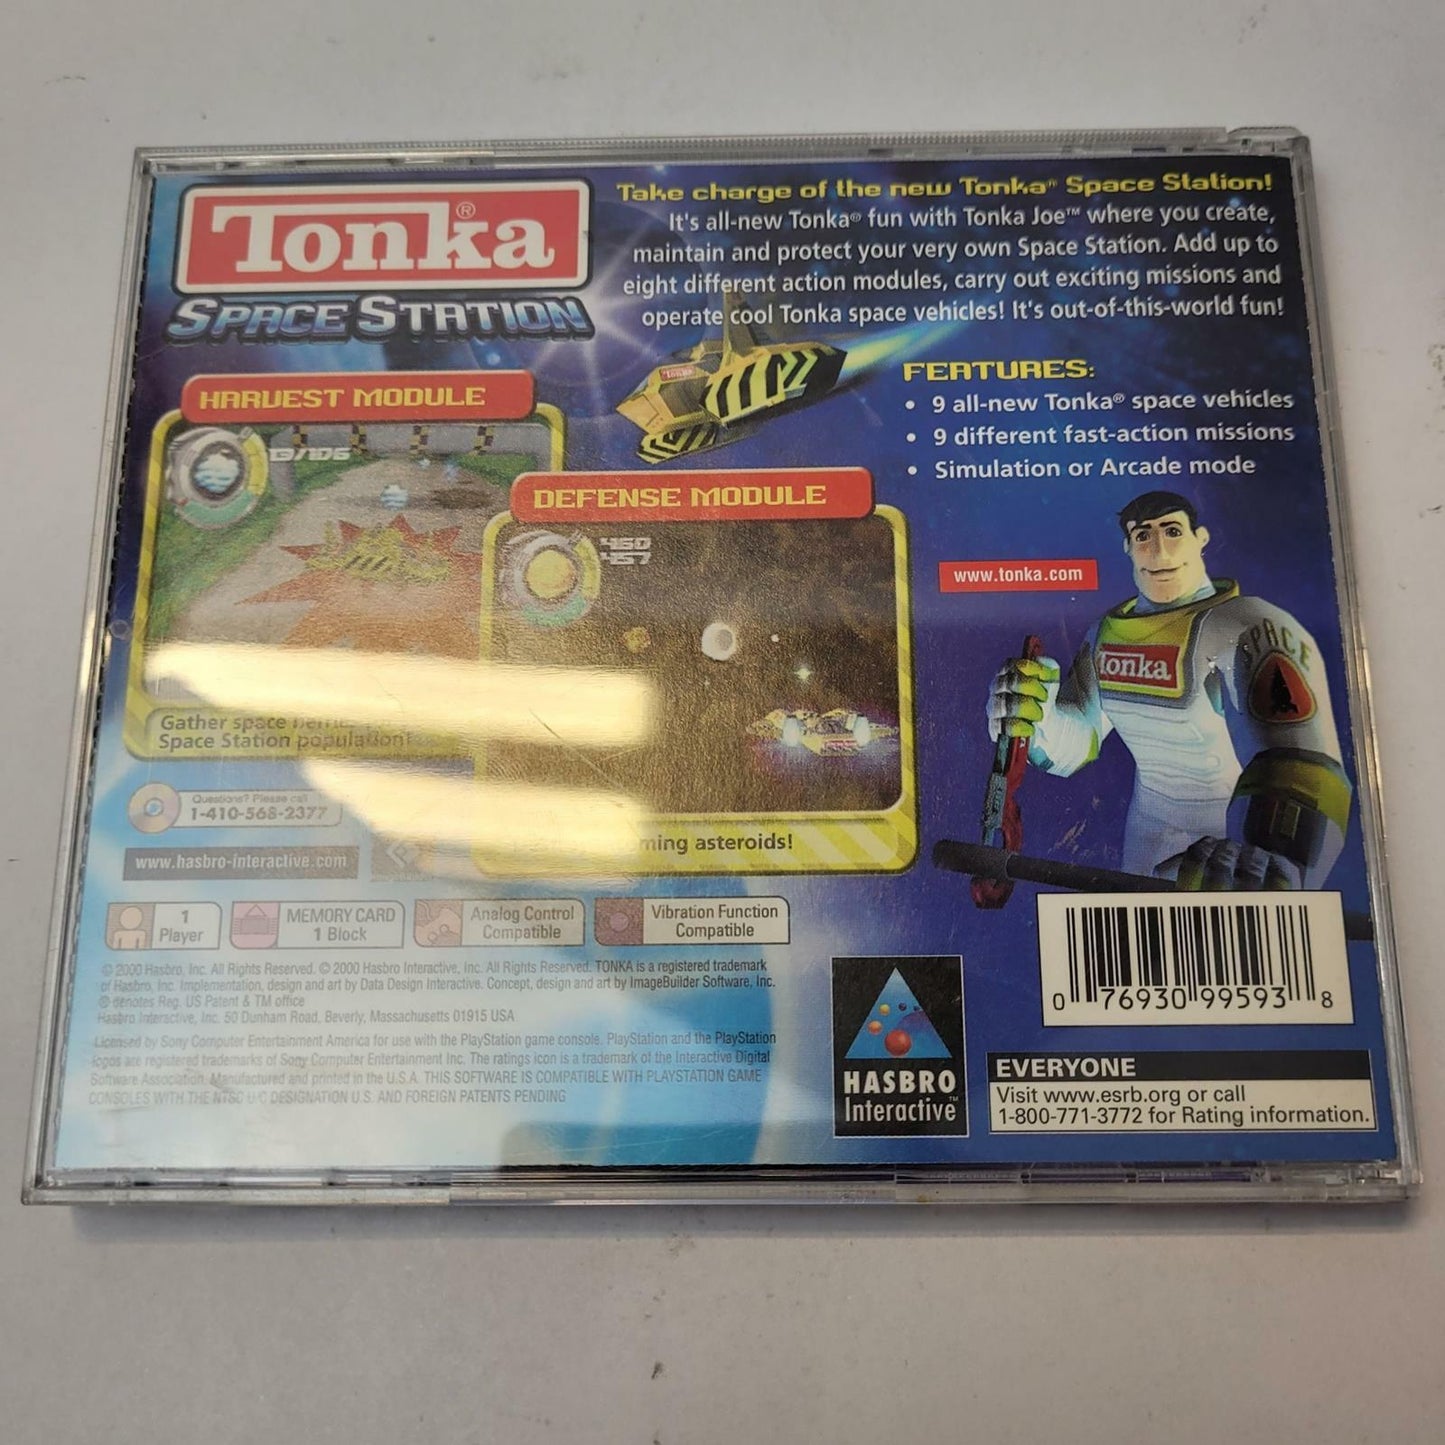 Tonka®
SPACE STATION
Take charge of the new Tonka® Space Station!
It's all-new Tonka® fun with Tonka Joe™ where you create,
maintain and protect your very own Space Station. Add up to
eight different action modules, carry out exciting missions and
operate cool Tonka space vehicles! It's out-of-this-world fun!
Tonka
FEATURES:
• 9 all-new Tonka® space vehicles
• 9 different fast-action missions
• Simulation or Arcade mode
HARVEST MODULE
13/106
DEFENSE MODULE
460
457
www.tonka.com
Tonka
SPACE
Gather space
Space Station population!
ming asteroids!
Questions? Please call
1-410-568-2377
www.hasbro-interactive.com
1
Player
MEMORY CARD
1 Block
Analog Control
Compatible
Vibration Function
Compatible
© 2000 Hasbro, Inc. All Rights Reserved. © 2000 Hasbro Interactive, Inc. All Rights Reserved. TONKA is a registered trademark
of Hasbro, Inc. Implementation, design and art by Data Design Interactive. Concept, design and art by ImageBuilder Software, Inc.
® denotes Reg. US Patent & TM office
Hasbro Interactive, Inc. 50 Dunham Road, Beverly, Massachusetts 01915 USA
Licensed by Sony Computer Entertainment America for use with the PlayStation game console. PlayStation and the PlayStation
logos are registered trademarks of Sony Computer Entertainment Inc. The ratings icon is a trademark of the Interactive Digital
Software Association. Manufactured and printed in the U.S.A. THIS SOFTWARE IS COMPATIBLE WITH PLAYSTATION GAME
CONSOLES WITH THE NTSC U/C DESIGNATION U.S. AND FOREIGN PATENTS PENDING
HASBRO
Interactive™
0 76930 99593 8
EVERYONE
Visit www.esrb.org or call
1-800-771-3772 for Rating information.